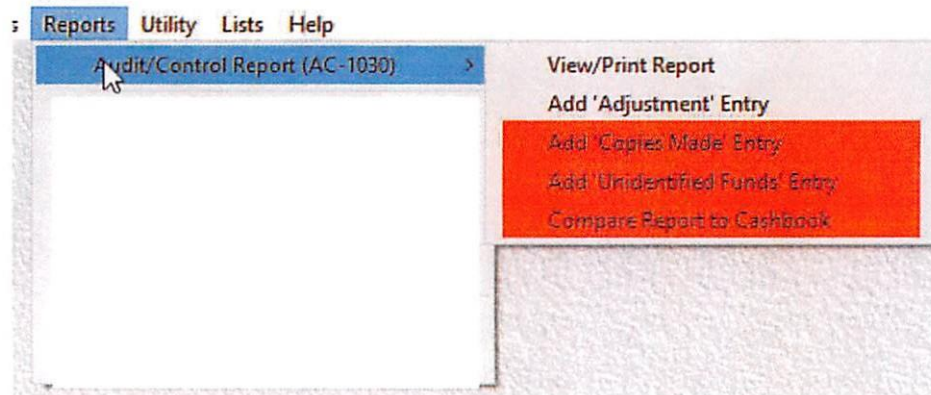 Reports Utility Lists Help
Audit/Control Report (AC-1030) >
View/Print Report
Add 'Adjustment' Entry
Add 'Copies Made' Entry
Add 'Unidentified Funds' Entry
Compare Report to Cashbook